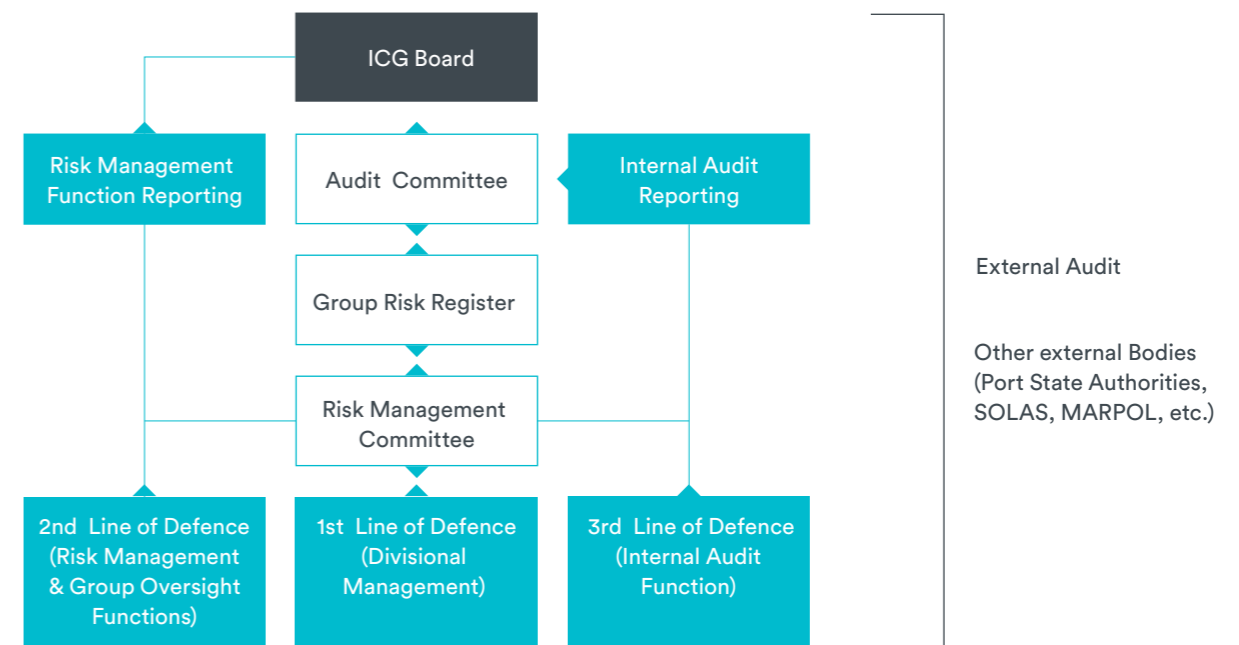 ICG Board
Risk Management
Function Reporting
Audit Committee
Internal Audit
Reporting
Group Risk Register
Risk Management
Committee
2nd Line of Defence
(Risk Management
& Group Oversight
Functions)
1st Line of Defence
(Divisional
Management)
3rd Line of Defence
(Internal Audit
Function)
External Audit
Other external Bodies
(Port State Authorities,
SOLAS, MARPOL, etc.)